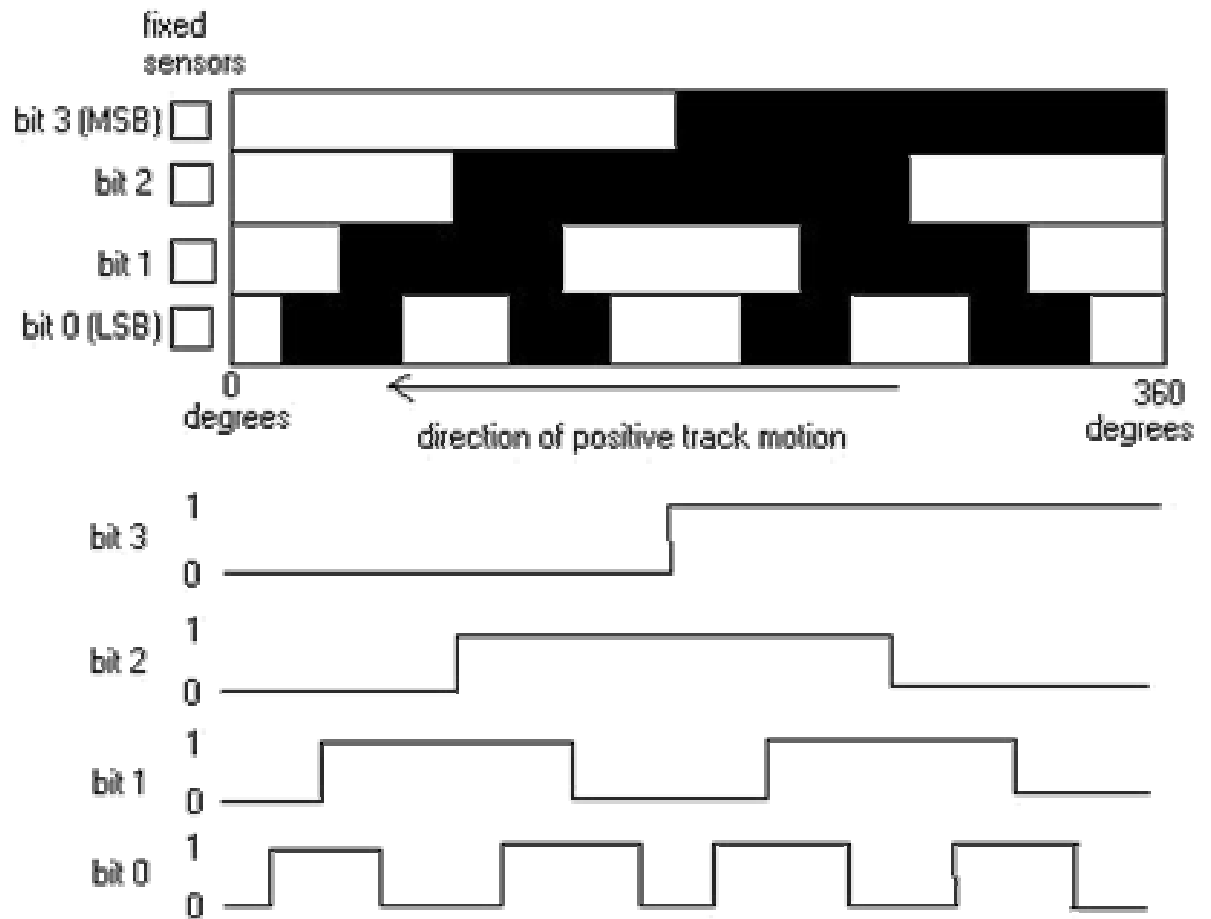 fixed
sensors
bit 3 (MSB)
bit 2
bit 1
bit 0 (LSB)
0
degrees
360
degrees
direction of positive track motion
1
bit 3
0
1
bit 2
0
1
bit 1
0
1
bit 0
0